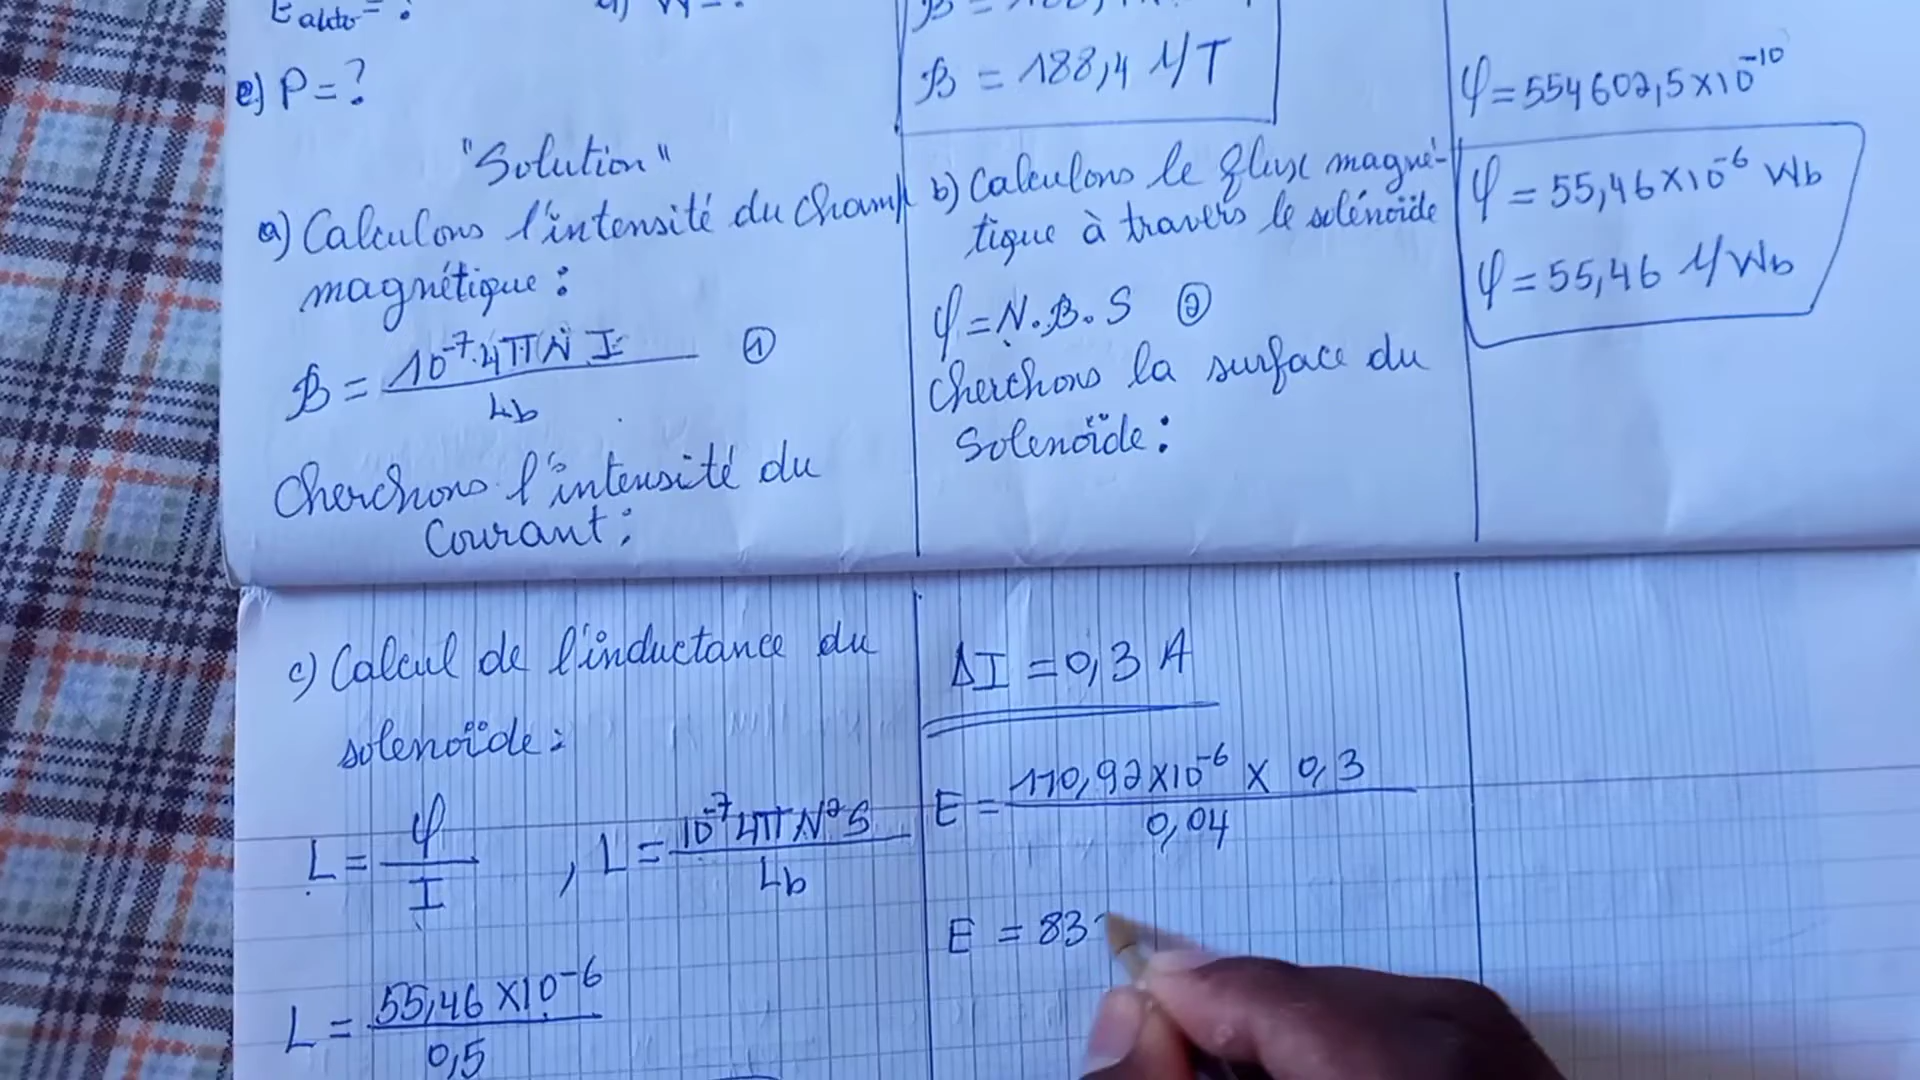 E auto = ?
e) P = ?
"Solution"
a) Calculons l'intensité du champ
magnétique :
B = 10^-7.4πN I / Lb ①
Cherchons l'intensité du
Courant :
B = 188,4 μT
b) Calculons le flux magné-
tique à travers le solénoïde
φ = N.B.S ②
Cherchons la surface du
Solenoïde :
φ = 554602,5×10^-10
φ = 55,46×10^-6 Wb
φ = 55,46 μWb
c) Calcul de l'inductance du
solenoïde :
L = φ / I , L = 10^-7 4πN²S / Lb
L = 55,46 ×10^-6 / 0,5
ΔI = 0,3 A
E = 110,92×10^-6 × 0,3 / 0,04
E = 83